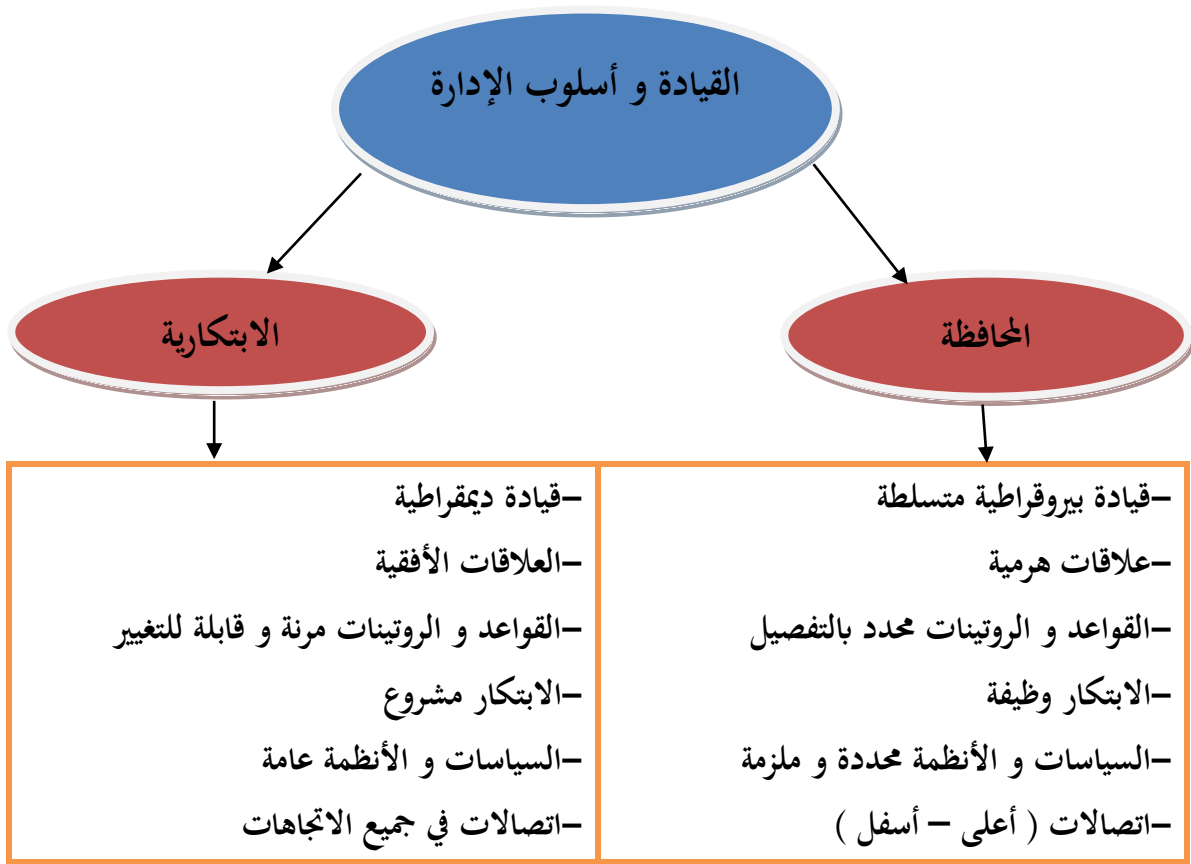 القيادة و أسلوب الإدارة
المحافظة
الابتكارية
–قيادة بيروقراطية متسلطة
–علاقات هرمية
–القواعد و الروتينات محدد بالتفصيل
–الابتكار وظيفة
–السياسات و الأنظمة محددة و ملزمة
–اتصالات ( أعلى – أسفل )
–قيادة ديمقراطية
–العلاقات الأفقية
–القواعد و الروتينات مرنة و قابلة للتغيير
–الابتكار مشروع
–السياسات و الأنظمة عامة
–اتصالات في جميع الاتجاهات